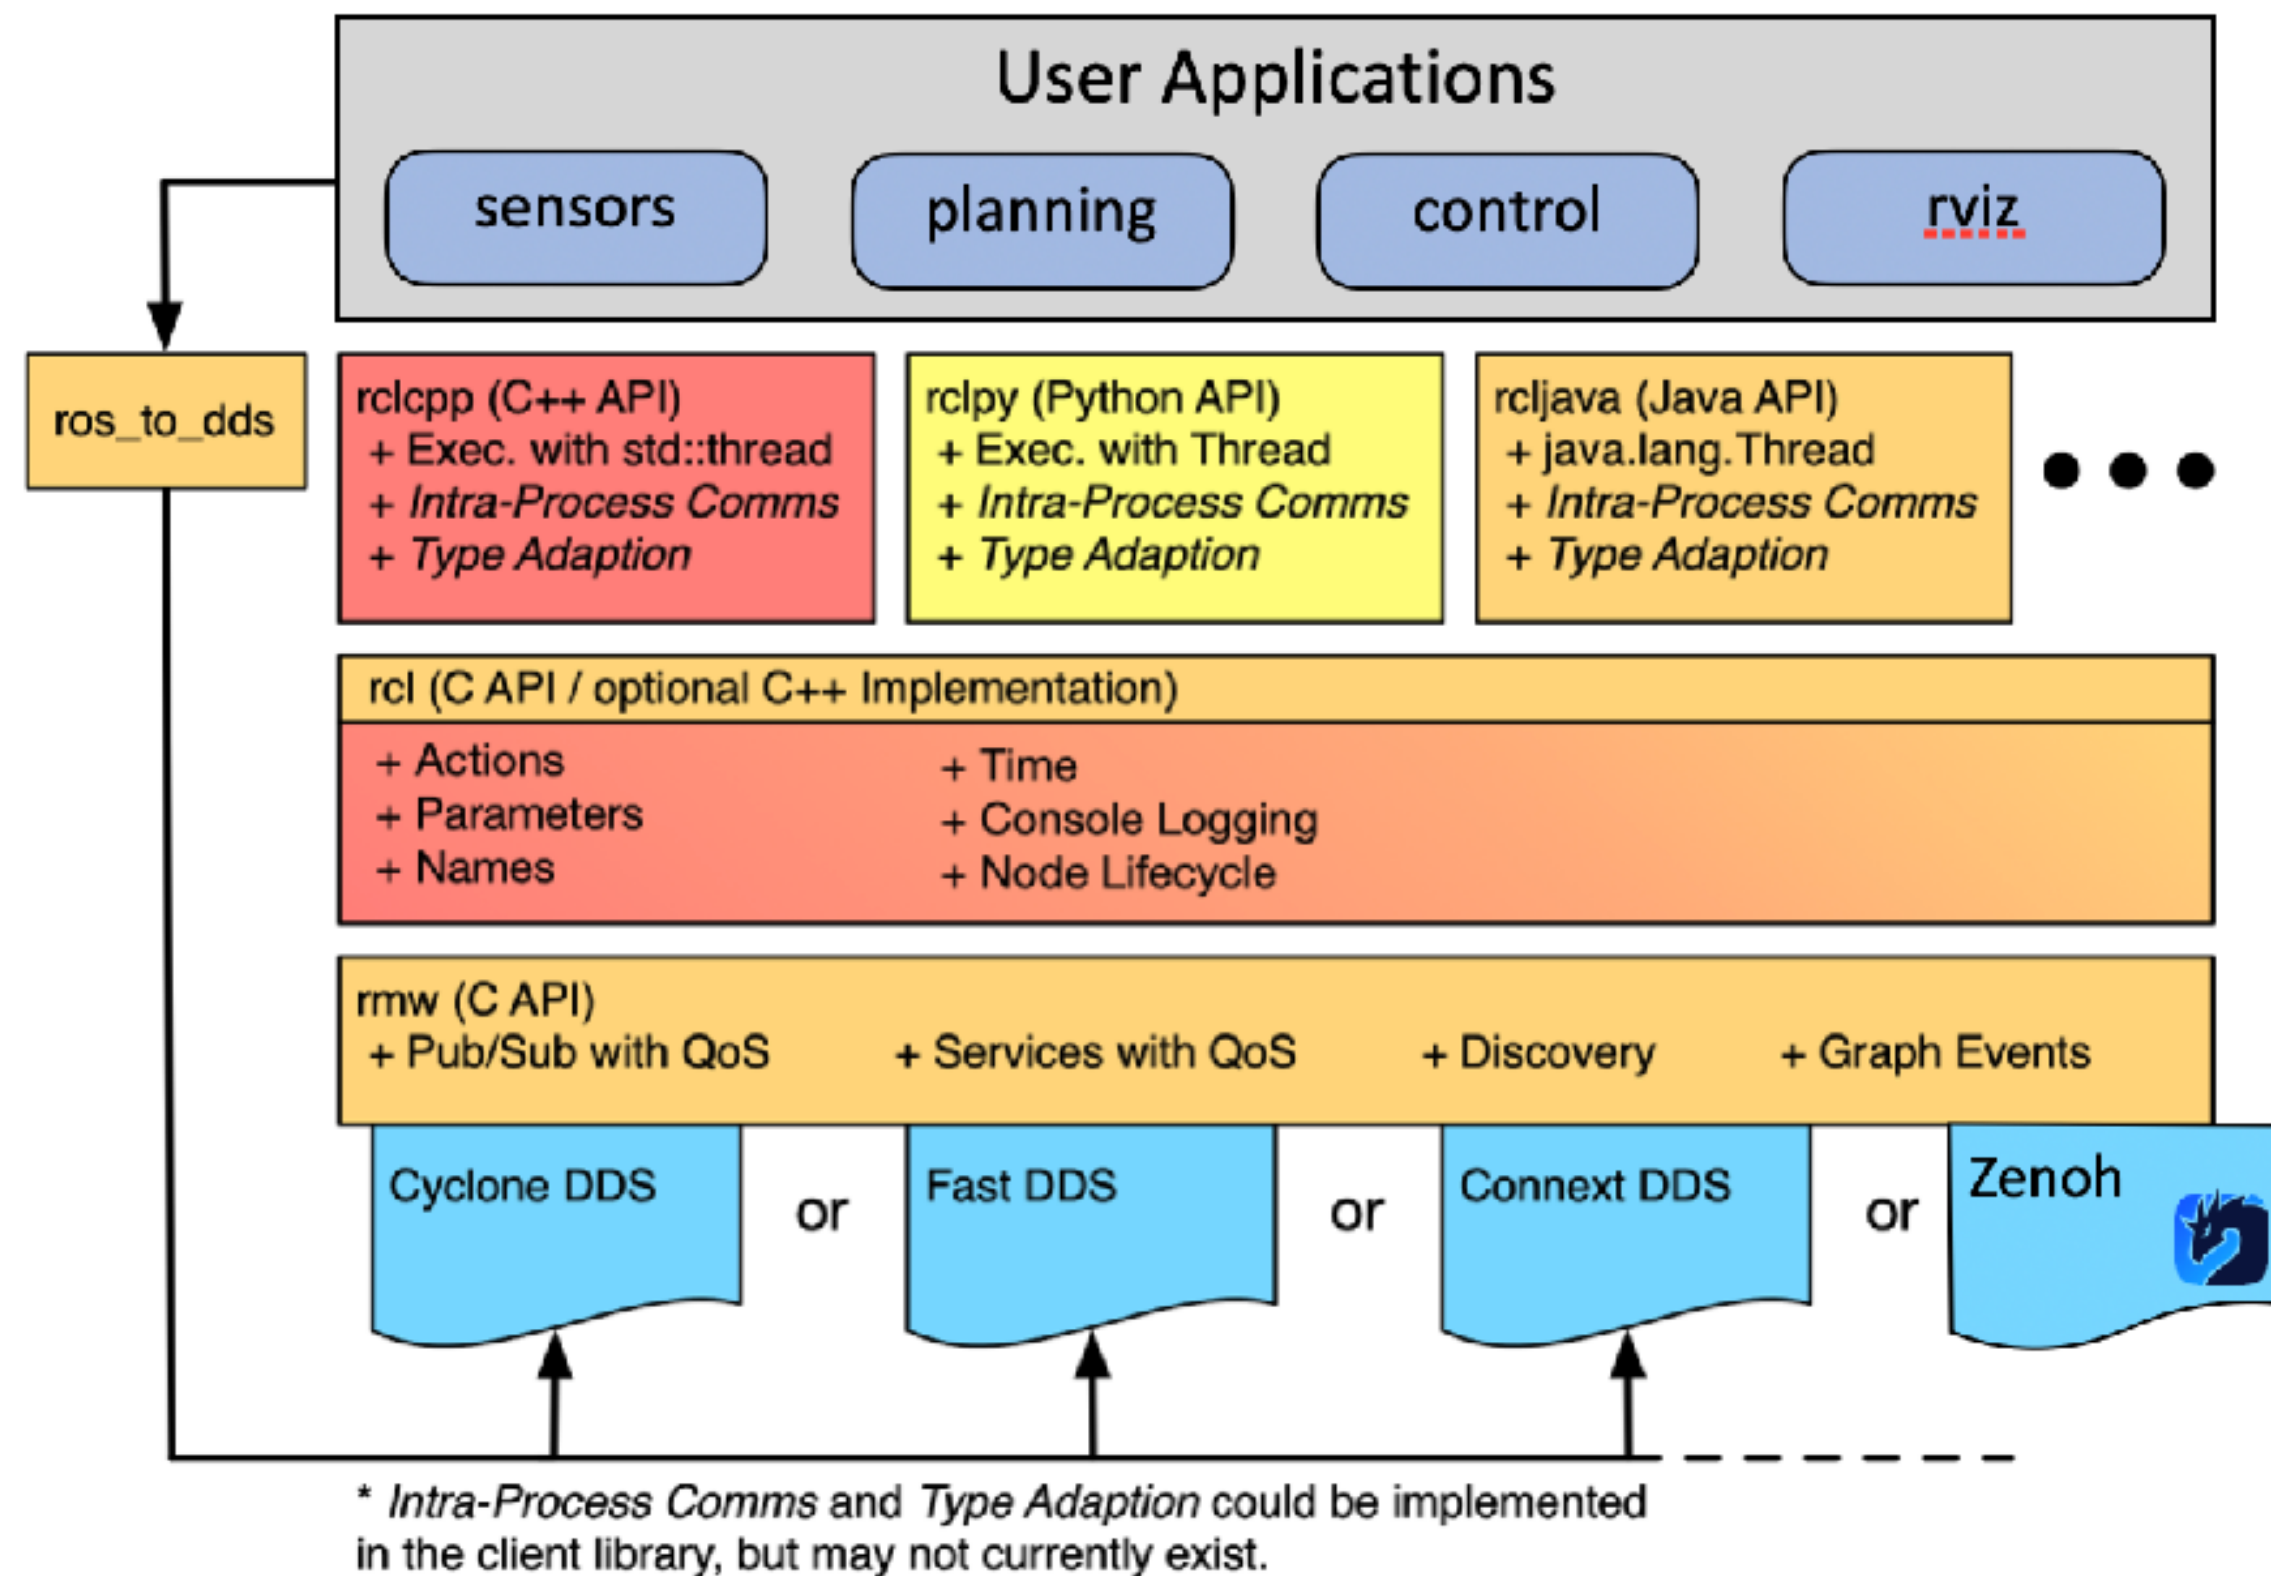 User Applications
sensors
planning
control
rviz
ros_to_dds
rclcpp (C++ API)
+ Exec. with std::thread
+ Intra-Process Comms
+ Type Adaption
rclpy (Python API)
+ Exec. with Thread
+ Intra-Process Comms
+ Type Adaption
rcljava (Java API)
+ java.lang.Thread
+ Intra-Process Comms
+ Type Adaption
rcl (C API / optional C++ Implementation)
+ Actions
+ Parameters
+ Names
+ Time
+ Console Logging
+ Node Lifecycle
rmw (C API)
+ Pub/Sub with QoS
+ Services with QoS
+ Discovery
+ Graph Events
Cyclone DDS
or
Fast DDS
or
Connext DDS
or
Zenoh
* Intra-Process Comms and Type Adaption could be implemented
in the client library, but may not currently exist.